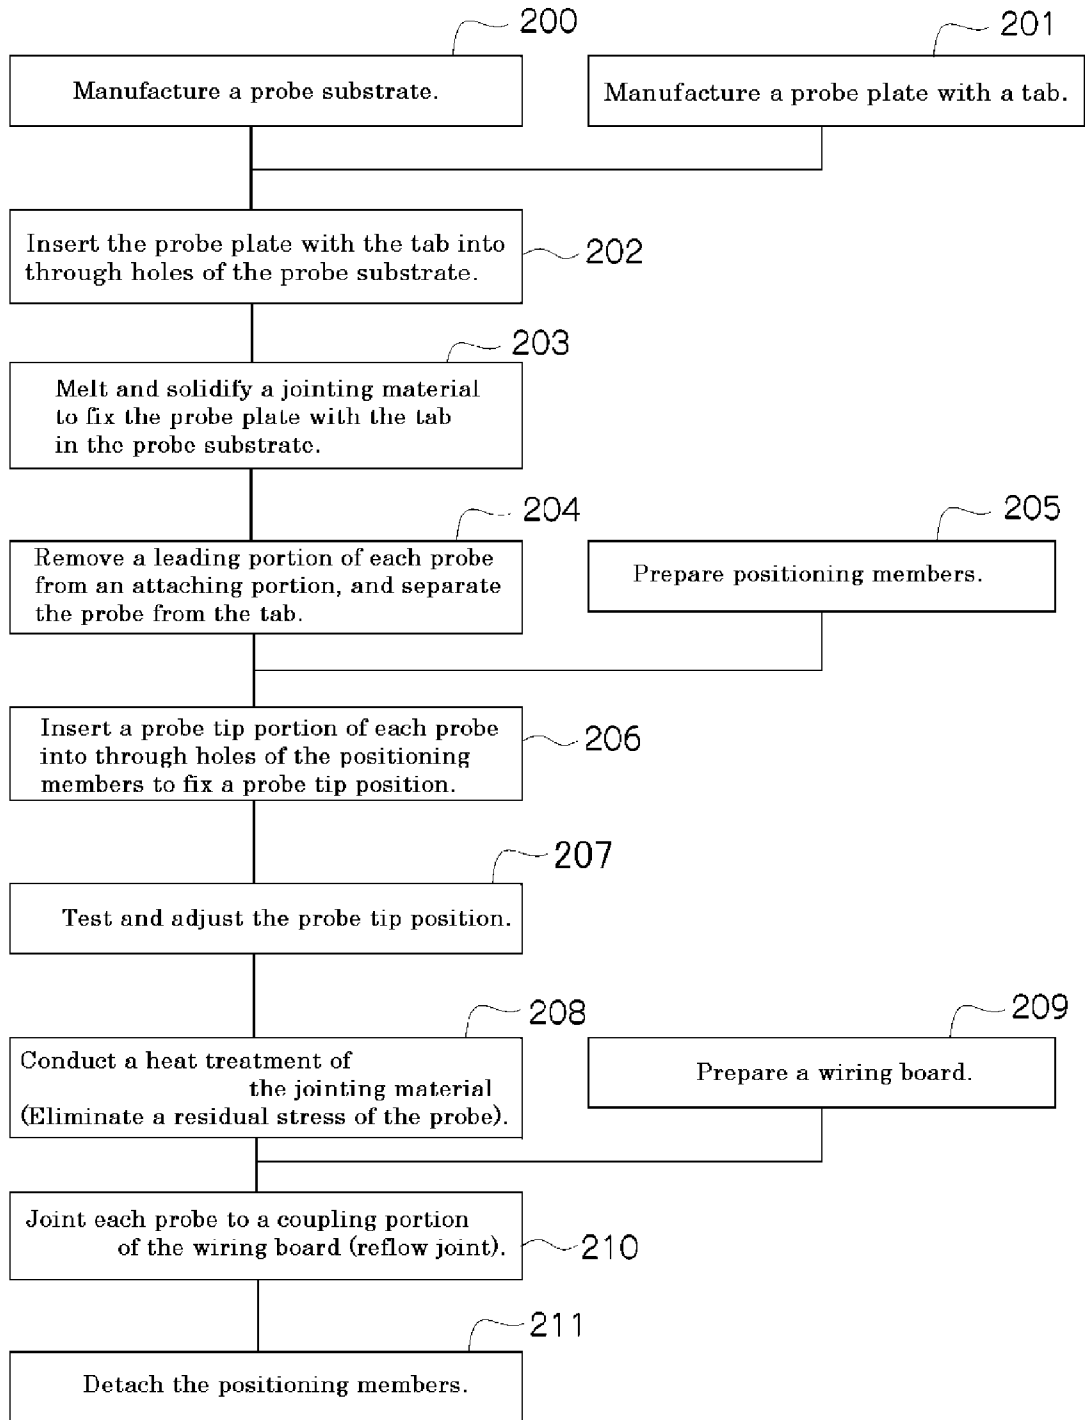 200
201
Manufacture a probe substrate.
Manufacture a probe plate with a tab.
Insert the probe plate with the tab into
through holes of the probe substrate.
202
203
Melt and solidify a jointing material
to fix the probe plate with the tab
in the probe substrate.
204
205
Remove a leading portion of each probe
from an attaching portion, and separate
the probe from the tab.
Prepare positioning members.
Insert a probe tip portion of each probe
into through holes of the positioning
members to fix a probe tip position.
206
207
Test and adjust the probe tip position.
208
209
Conduct a heat treatment of
the jointing material
(Eliminate a residual stress of the probe).
Prepare a wiring board.
Joint each probe to a coupling portion
of the wiring board (reflow joint).
210
211
Detach the positioning members.